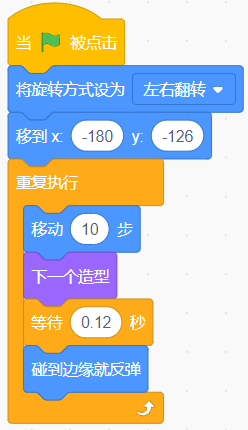 当 被点击
将旋转方式设为 左右翻转
移到 x: -180 y: -126
重复执行
移动 10 步
下一个造型
等待 0.12 秒
碰到边缘就反弹